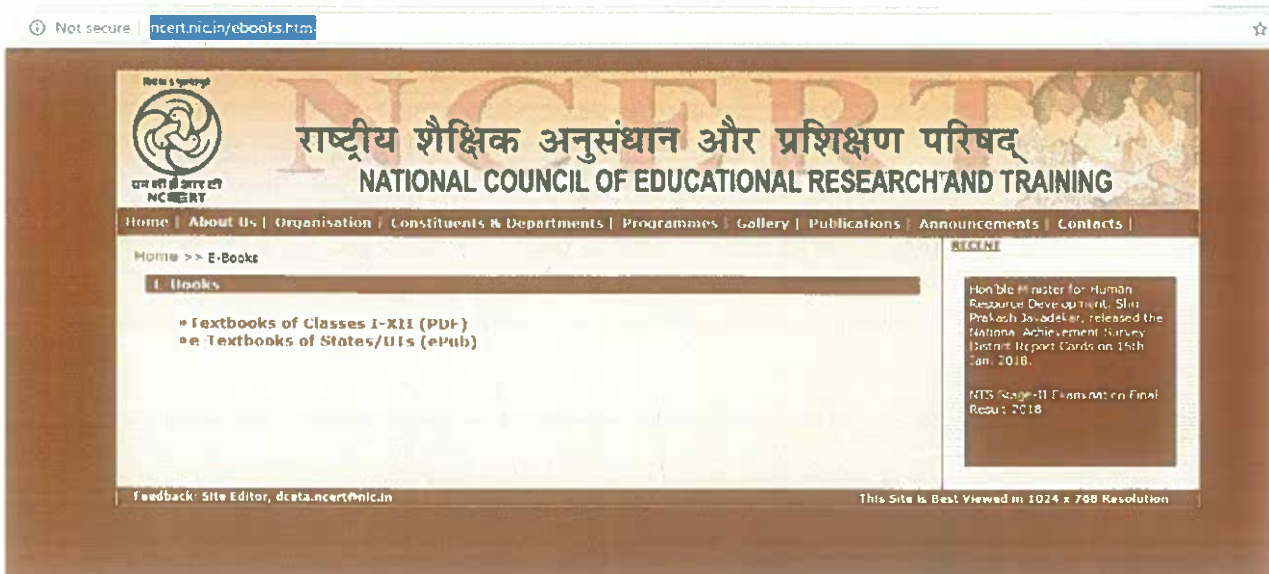 Not secure
ncert.nic.in/ebooks.htm
NCERT
एन सी ई आर टी
NCERT
राष्ट्रीय शैक्षिक अनुसंधान और प्रशिक्षण परिषद्
NATIONAL COUNCIL OF EDUCATIONAL RESEARCH AND TRAINING
Home | About Us | Organisation | Constituents & Departments | Programmes | Gallery | Publications | Announcements | Contacts |
Home >> E-Books
E-Books
» Textbooks of Classes I-XII (PDF)
» e-Textbooks of States/UTs (ePub)
RECENT
Hon'ble Minister for Human
Resource Development, Shri
Prakash Javadekar, released the
National Achievement Survey
District Report Cards on 15th
Jan. 2018.
NTS Stage-II Examination Final
Result 2018
Feedback: Site Editor, dceta.ncert@nic.in
This Site is Best Viewed in 1024 x 768 Resolution